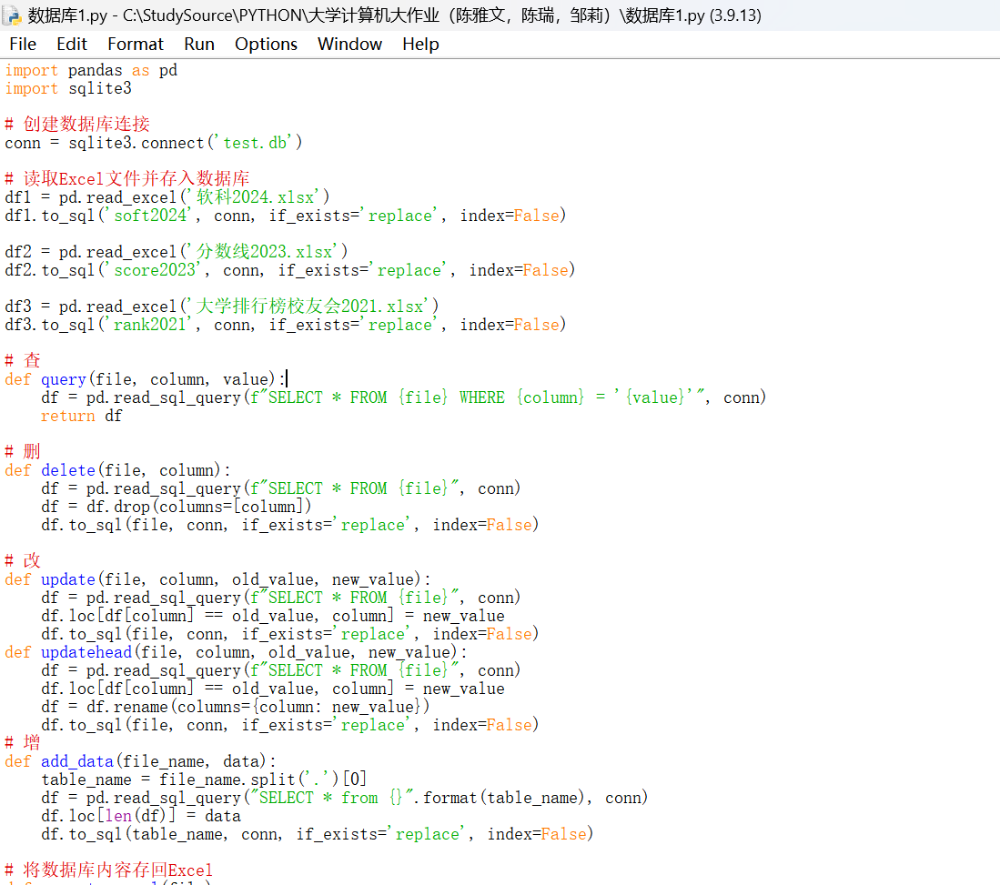 数据库1.py - C:\StudySource\PYTHON\大学计算机大作业（陈雅文，陈瑞，邹莉）\数据库1.py (3.9.13)
File Edit Format Run Options Window Help
import pandas as pd
import sqlite3
# 创建数据库连接
conn = sqlite3.connect('test.db')
# 读取Excel文件并存入数据库
df1 = pd.read_excel('软科2024.xlsx')
df1.to_sql('soft2024', conn, if_exists='replace', index=False)
df2 = pd.read_excel('分数线2023.xlsx')
df2.to_sql('score2023', conn, if_exists='replace', index=False)
df3 = pd.read_excel('大学排行榜校友会2021.xlsx')
df3.to_sql('rank2021', conn, if_exists='replace', index=False)
# 查
def query(file, column, value):
    df = pd.read_sql_query(f"SELECT * FROM {file} WHERE {column} = '{value}'", conn)
    return df
# 删
def delete(file, column):
    df = pd.read_sql_query(f"SELECT * FROM {file}", conn)
    df = df.drop(columns=[column])
    df.to_sql(file, conn, if_exists='replace', index=False)
# 改
def update(file, column, old_value, new_value):
    df = pd.read_sql_query(f"SELECT * FROM {file}", conn)
    df.loc[df[column] == old_value, column] = new_value
    df.to_sql(file, conn, if_exists='replace', index=False)
def updatehead(file, column, old_value, new_value):
    df = pd.read_sql_query(f"SELECT * FROM {file}", conn)
    df.loc[df[column] == old_value, column] = new_value
    df = df.rename(columns={column: new_value})
    df.to_sql(file, conn, if_exists='replace', index=False)
# 增
def add_data(file_name, data):
    table_name = file_name.split('.')[0]
    df = pd.read_sql_query("SELECT * from {}".format(table_name), conn)
    df.loc[len(df)] = data
    df.to_sql(table_name, conn, if_exists='replace', index=False)
# 将数据库内容存回Excel